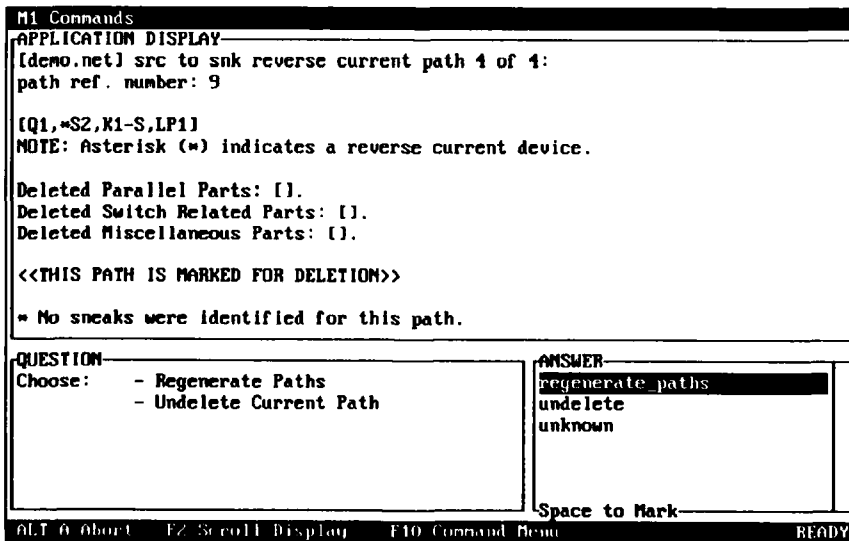 M1 Commands
APPLICATION DISPLAY
[demo.net] src to snk reverse current path 4 of 4:
path ref. number: 9
[Q1,*S2,K1-S,LP1]
NOTE: Asterisk (*) indicates a reverse current device.
Deleted Parallel Parts: [].
Deleted Switch Related Parts: [].
Deleted Miscellaneous Parts: [].
<<THIS PATH IS MARKED FOR DELETION>>
* No sneaks were identified for this path.
QUESTION
Choose: - Regenerate Paths
- Undelete Current Path
ANSWER
regenerate_paths
undelete
unknown
Space to Mark
ALT A Abort F2 Scroll Display F10 Command Menu READY